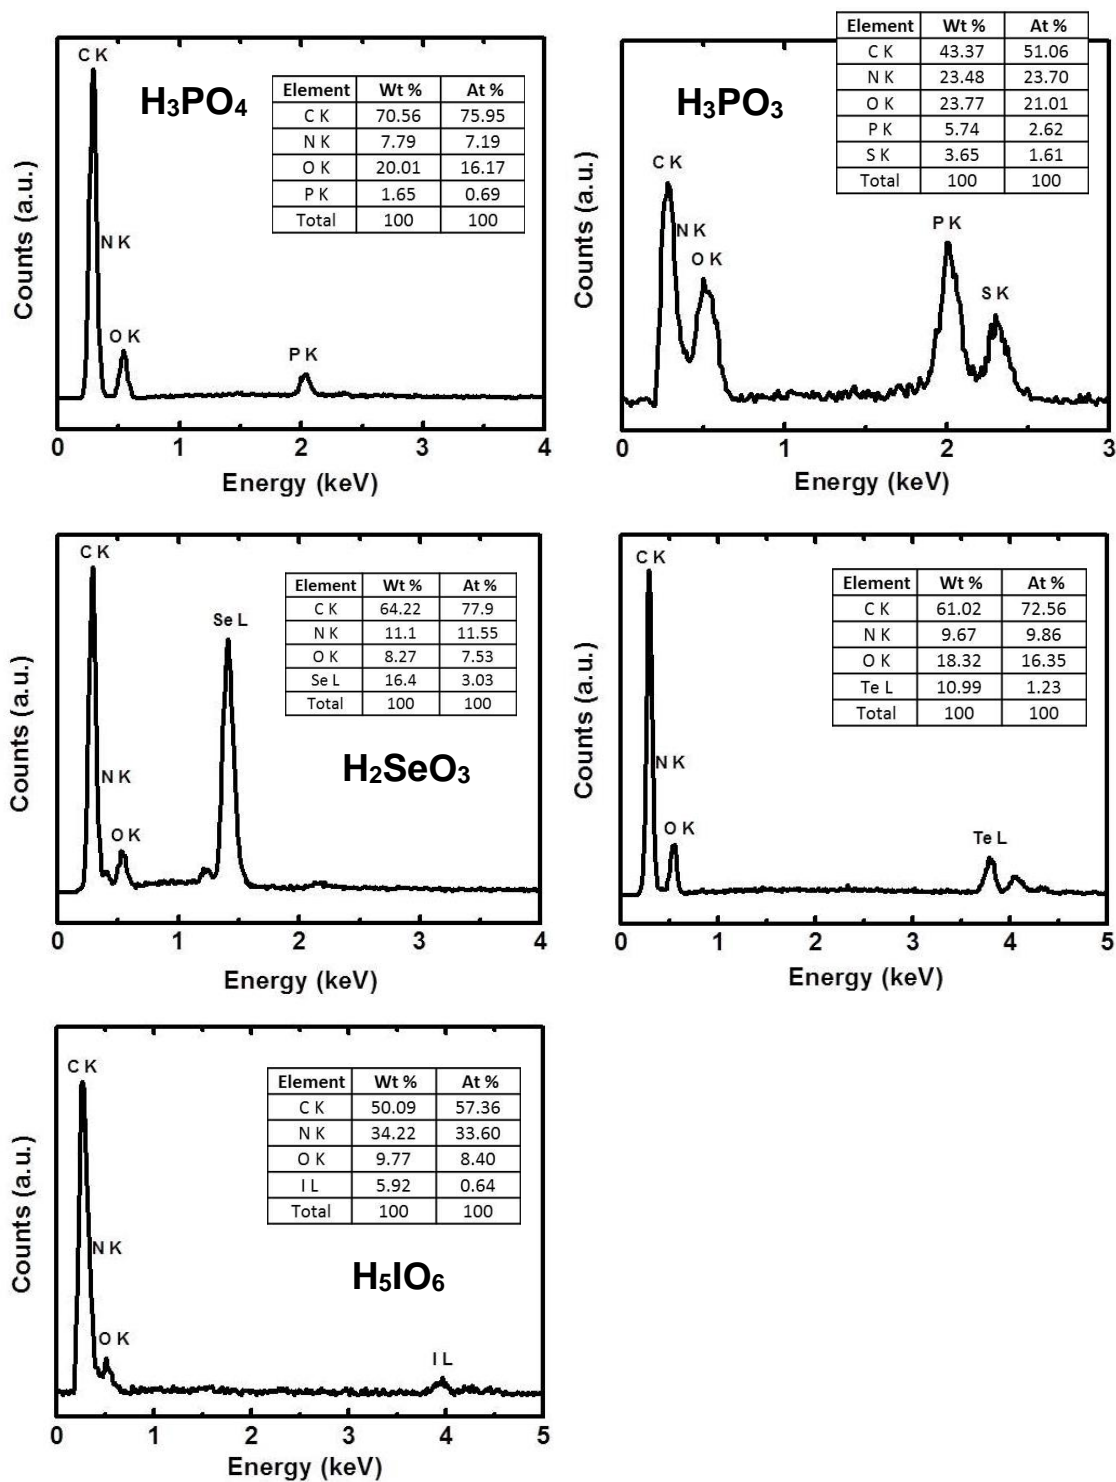 C K
H₃PO₄
Element Wt % At %
C K 70.56 75.95
N K 7.79 7.19
O K 20.01 16.17
P K 1.65 0.69
Total 100 100
N K
O K
P K
Counts (a.u.)
0 1 2 3 4
Energy (keV)
H₃PO₃
Element Wt % At %
C K 43.37 51.06
N K 23.48 23.70
O K 23.77 21.01
P K 5.74 2.62
S K 3.65 1.61
Total 100 100
C K
N K
O K
P K
S K
Counts (a.u.)
0 1 2 3
Energy (keV)
C K
Element Wt % At %
C K 64.22 77.9
N K 11.1 11.55
O K 8.27 7.53
Se L 16.4 3.03
Total 100 100
Se L
H₂SeO₃
N K
O K
Counts (a.u.)
0 1 2 3 4
Energy (keV)
C K
Element Wt % At %
C K 61.02 72.56
N K 9.67 9.86
O K 18.32 16.35
Te L 10.99 1.23
Total 100 100
N K
O K
Te L
Counts (a.u.)
0 1 2 3 4 5
Energy (keV)
C K
Element Wt % At %
C K 50.09 57.36
N K 34.22 33.60
O K 9.77 8.40
I L 5.92 0.64
Total 100 100
N K
H₅IO₆
O K
I L
Counts (a.u.)
0 1 2 3 4 5
Energy (keV)